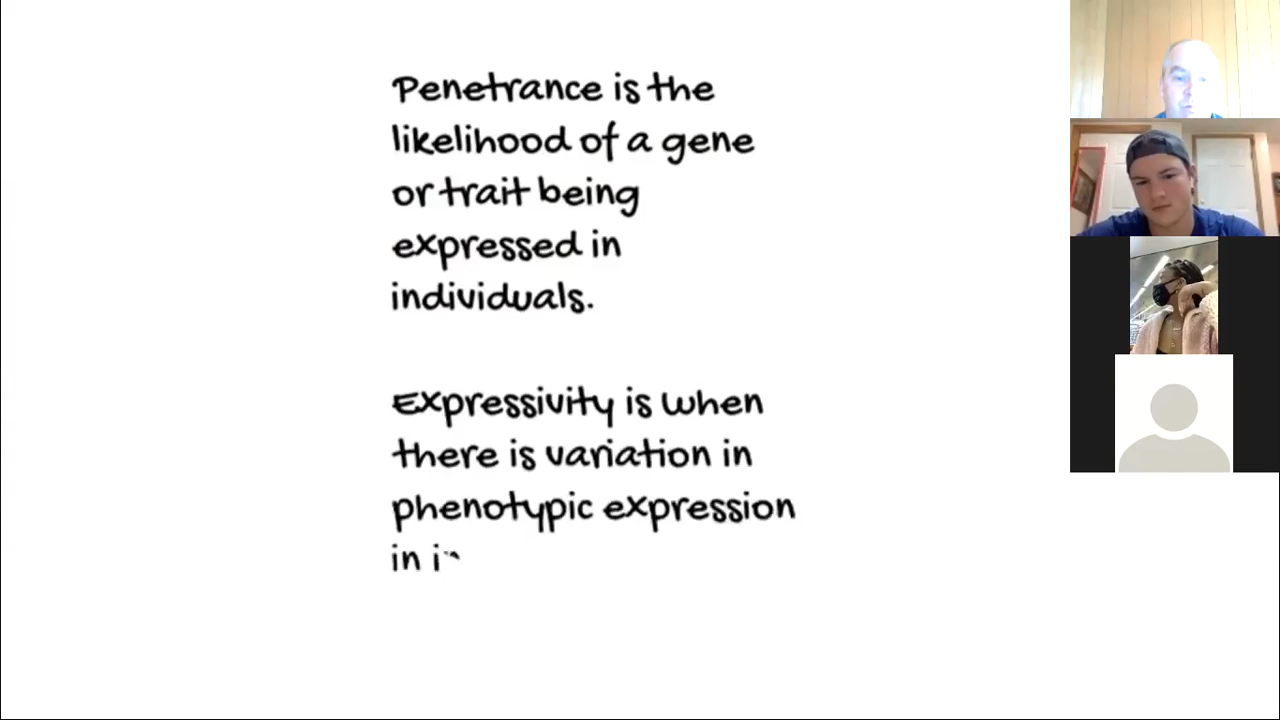 Penetrance is the
likelihood of a gene
or trait being
expressed in
individuals.
Expressivity is when
there is variation in
phenotypic expression
in